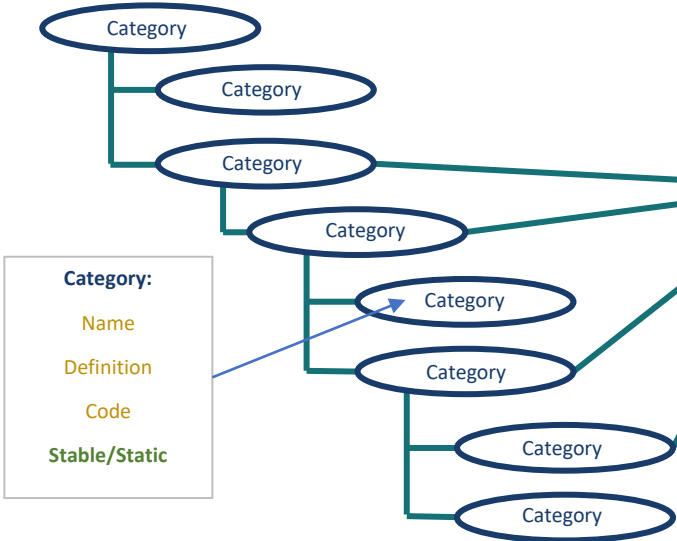 Category
Category
Category
Category
Category:
Name
Definition
Code
Stable/Static
Category
Category
Category
Category